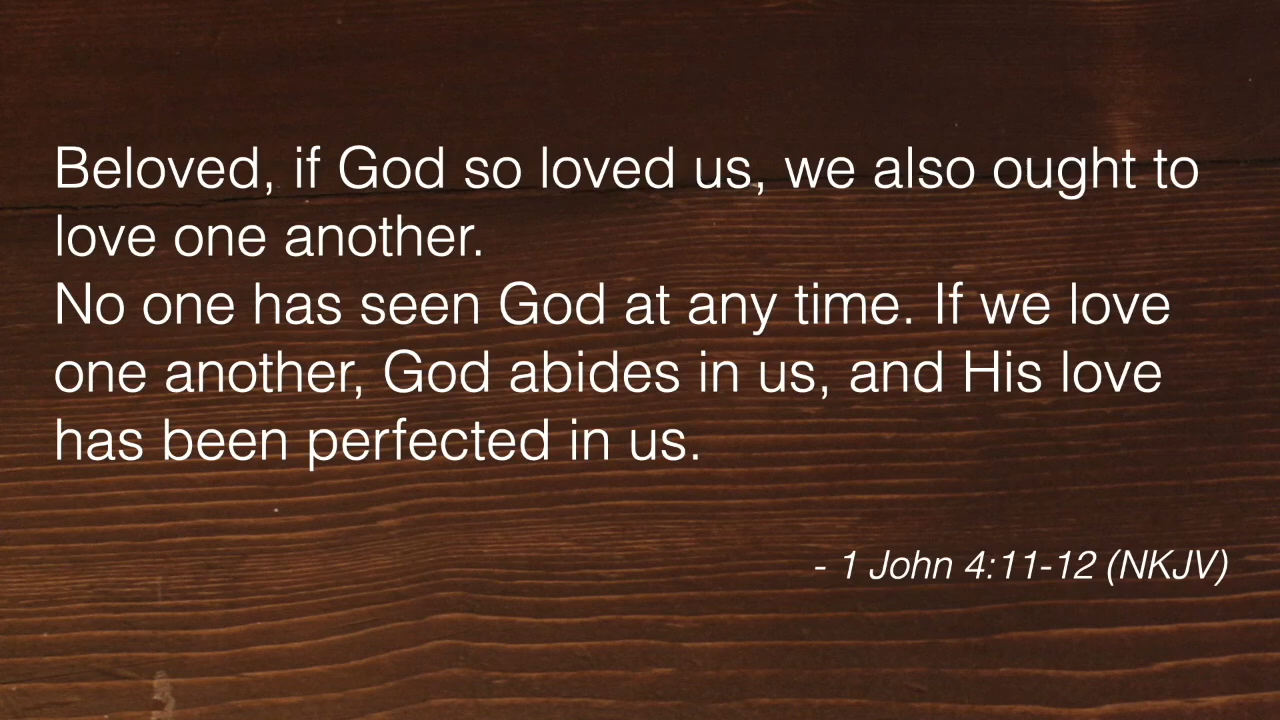 Beloved, if God so loved us, we also ought to
love one another.
No one has seen God at any time. If we love
one another, God abides in us, and His love
has been perfected in us.
- 1 John 4:11-12 (NKJV)